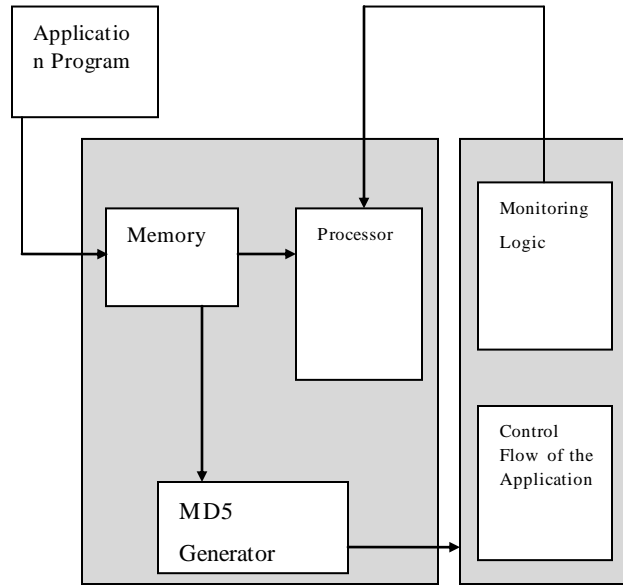 Applicatio
n Program
Memory
Processor
Monitoring
Logic
MD5
Generator
Control
Flow of the
Application